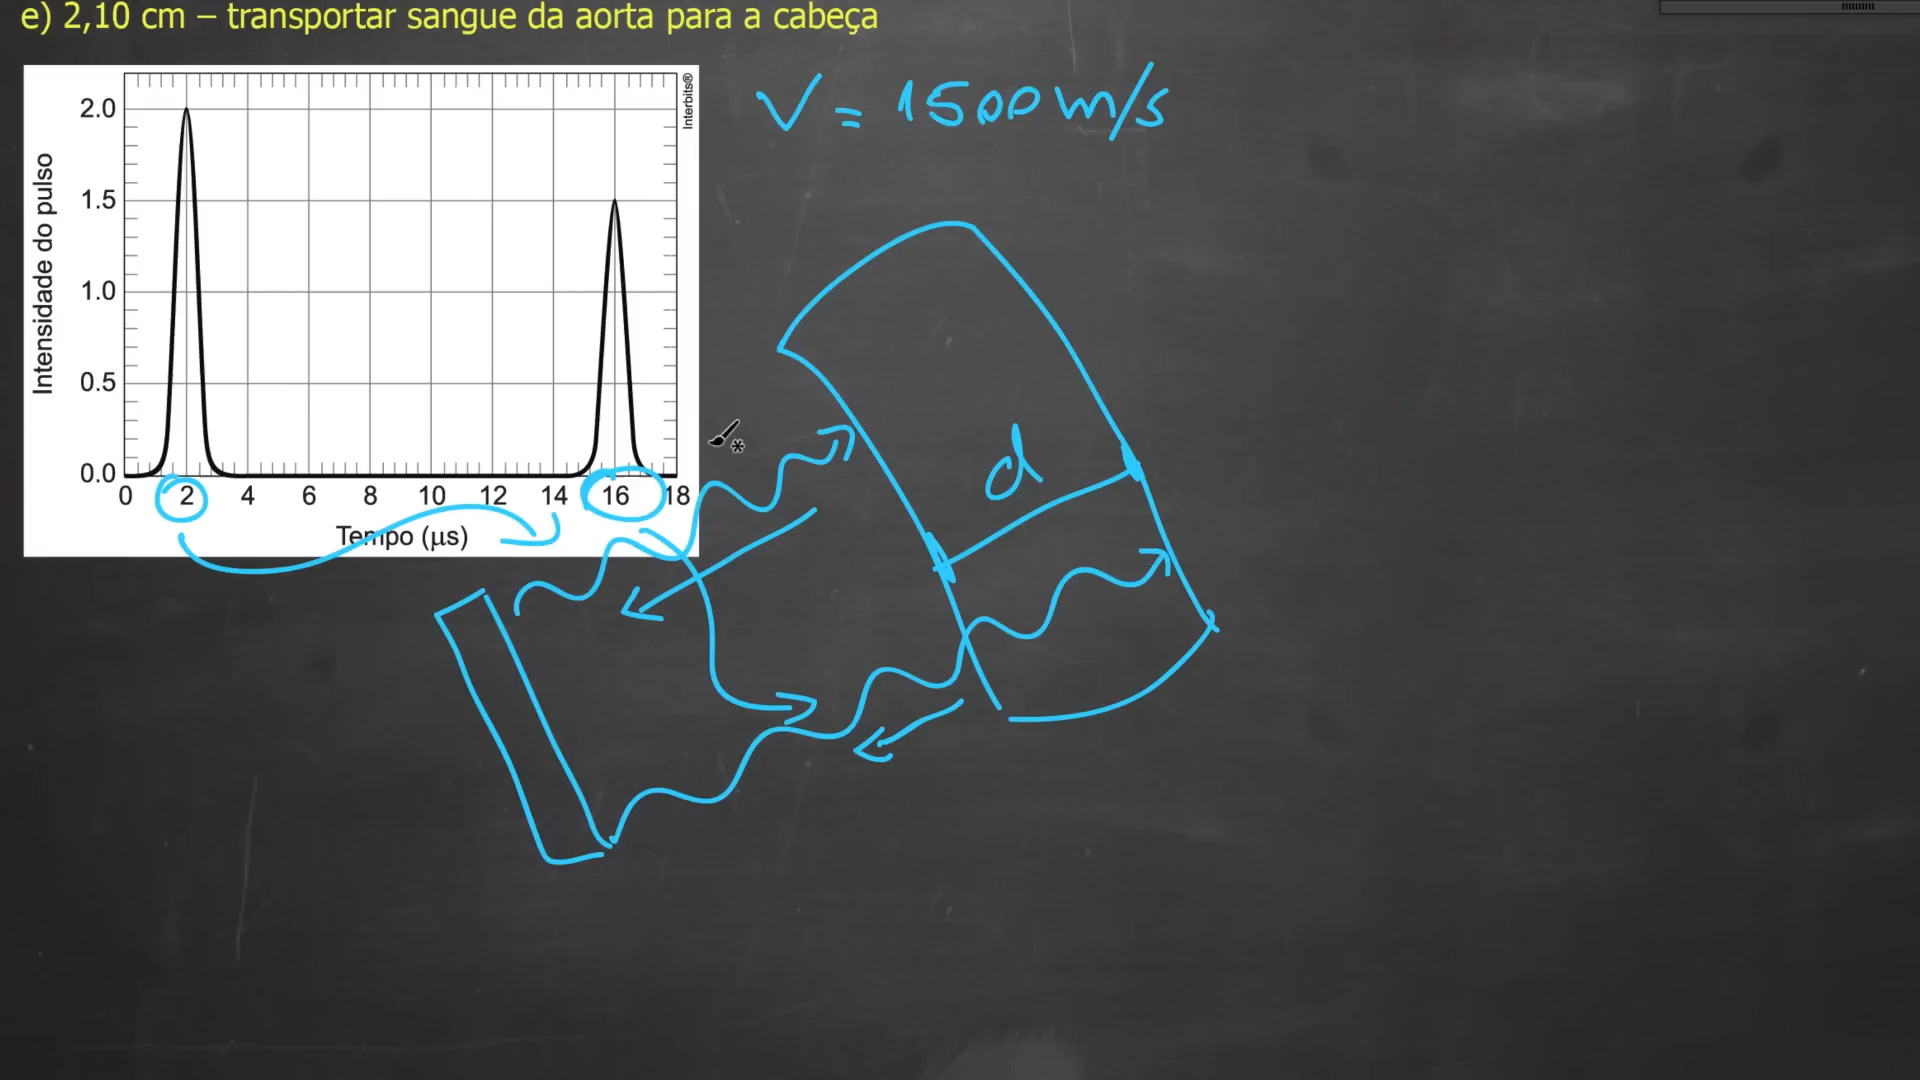 e) 2,10 cm – transportar sangue da aorta para a cabeça
V = 1500 m/s
Interbits®
Intensidade do pulso
2.0
1.5
1.0
0.5
0.0
0 2 4 6 8 10 12 14 16 18
Tempo (μs)
d